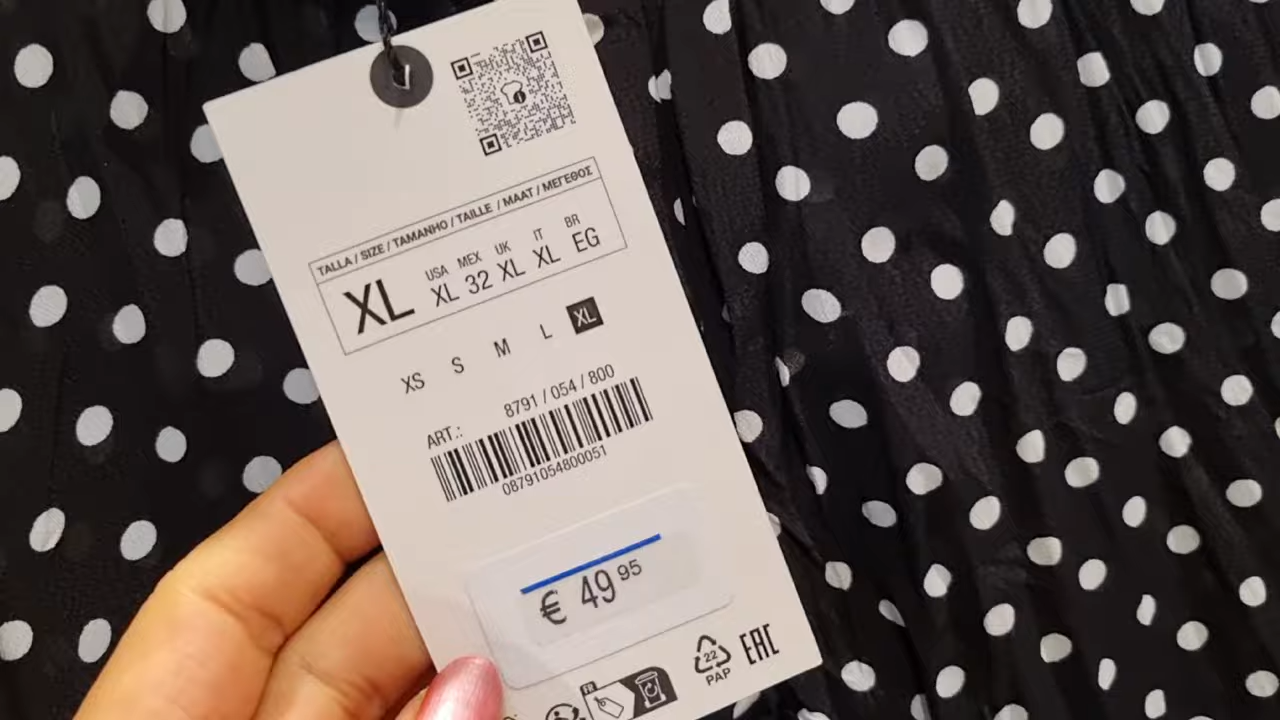 TALLA / SIZE / TAMANHO / TAILLE / MAAT / ΜΕΓΕΘΟΣ
USA MEX UK IT BR
XL XL 32 XL XL EG
XS S M L XL
8791 / 054 / 800
ART.:
08791054800051
€ 49 95
FR
22
PAP
EAC